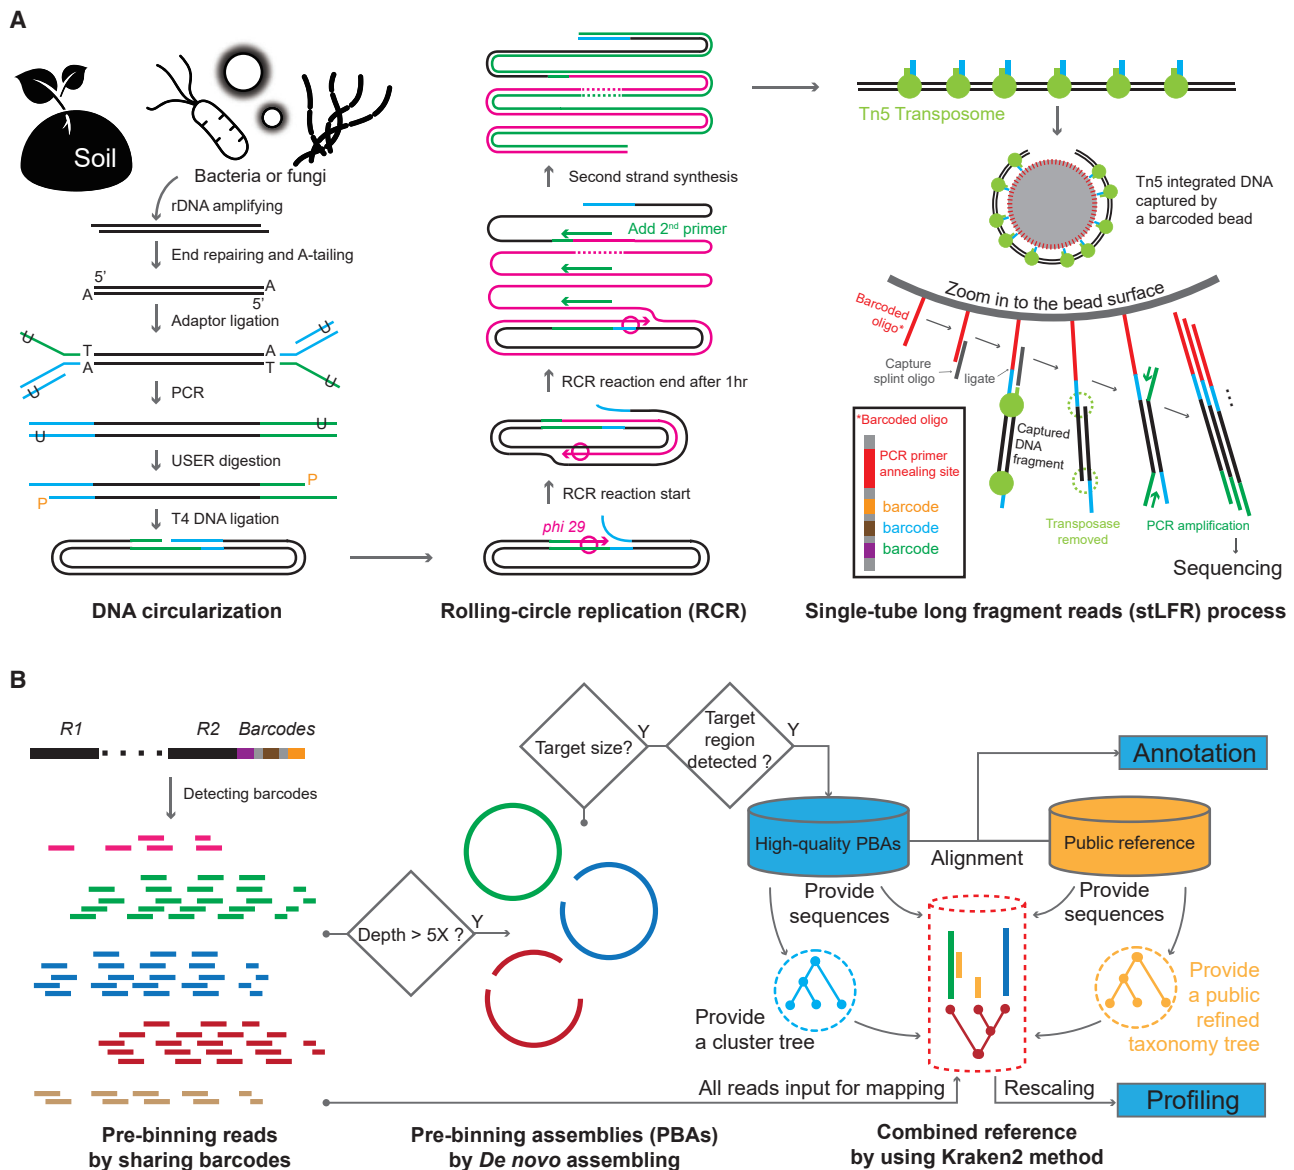 A
Soil
Bacteria or fungi
rDNA amplifying
End repairing and A-tailing
5'
A
A
5'
Adaptor ligation
U
U
T
A
A
T
U
U
PCR
U
U
USER digestion
P
P
T4 DNA ligation
DNA circularization
Second strand synthesis
Add 2nd primer
RCR reaction end after 1hr
RCR reaction start
phi 29
Rolling-circle replication (RCR)
Tn5 Transposome
Tn5 integrated DNA
captured by
a barcoded bead
Zoom in to the bead surface
Barcoded
oligo*
Capture
splint oligo
ligate
Captured
DNA
fragment
*Barcoded oligo
PCR primer
annealing site
barcode
barcode
barcode
Transposase
removed
PCR amplification
Sequencing
Single-tube long fragment reads (stLFR) process
B
R1
R2
Barcodes
Detecting barcodes
Depth > 5X ?
Y
Target size?
Y
Target
region
detected ?
Y
High-quality PBAs
Alignment
Public reference
Annotation
Provide
sequences
Provide
sequences
Provide
a cluster tree
Provide
a public
refined
taxonomy tree
All reads input for mapping
Rescaling
Profiling
Pre-binning reads
by sharing barcodes
Pre-binning assemblies (PBAs)
by De novo assembling
Combined reference
by using Kraken2 method